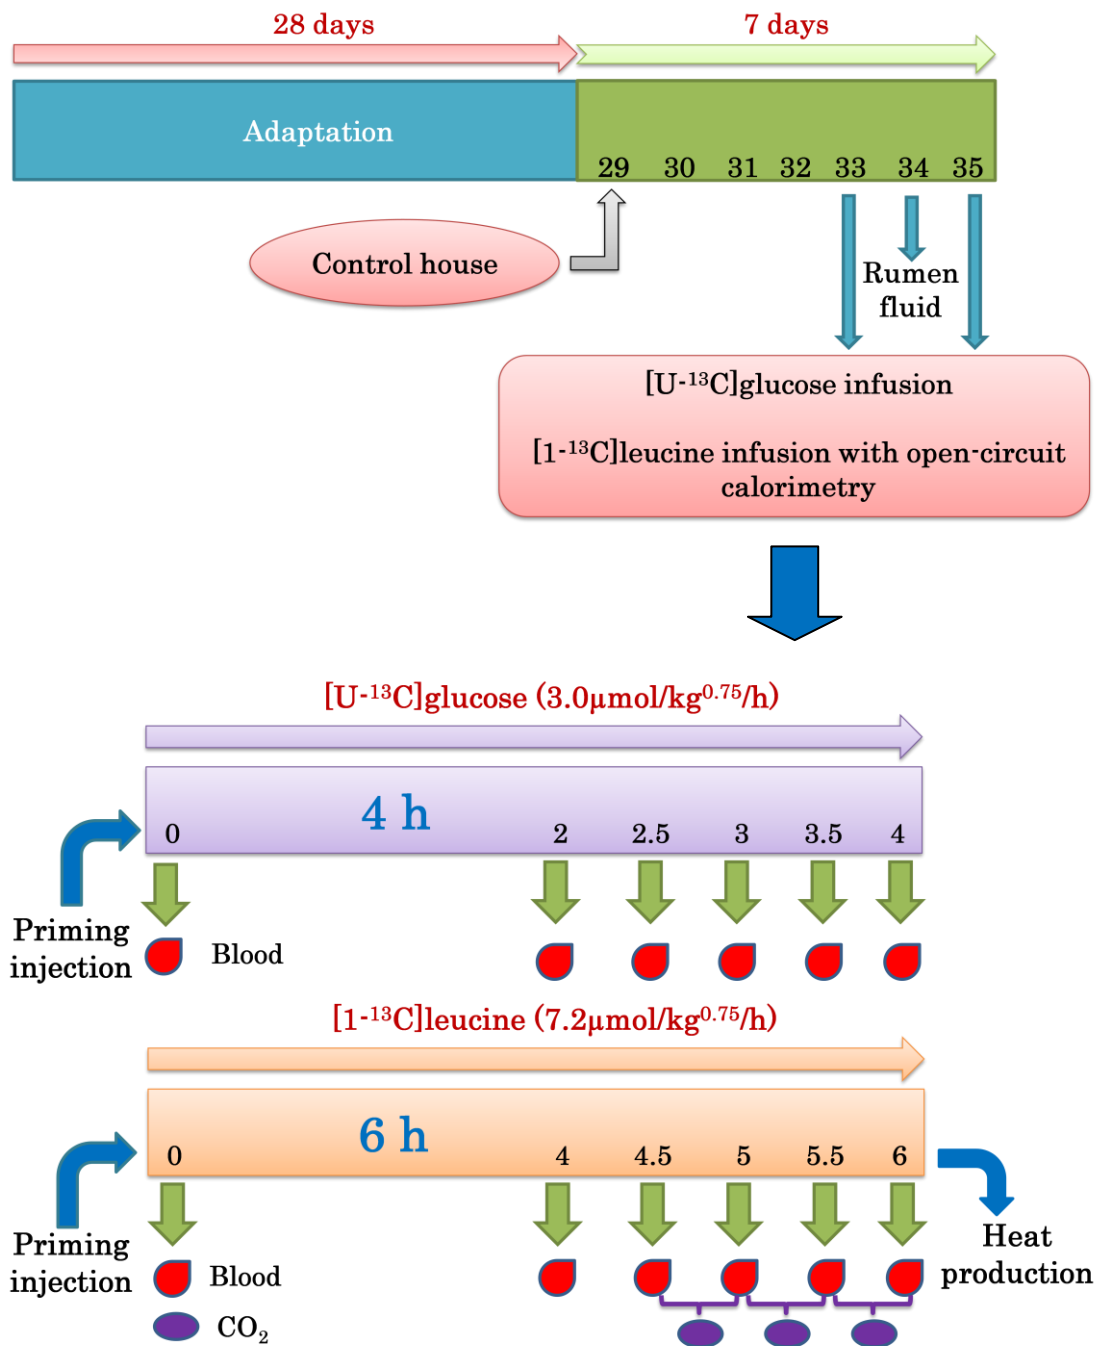 28 days
7 days
Adaptation
29 30 31 32 33 34 35
Control house
Rumen
fluid
[U-¹³C]glucose infusion
[1-¹³C]leucine infusion with open-circuit
calorimetry
[U-¹³C]glucose (3.0µmol/kg⁰·⁷⁵/h)
4 h
0 2 2.5 3 3.5 4
Priming
injection
Blood
[1-¹³C]leucine (7.2µmol/kg⁰·⁷⁵/h)
6 h
0 4 4.5 5 5.5 6
Priming
injection
Blood
CO₂
Heat
production